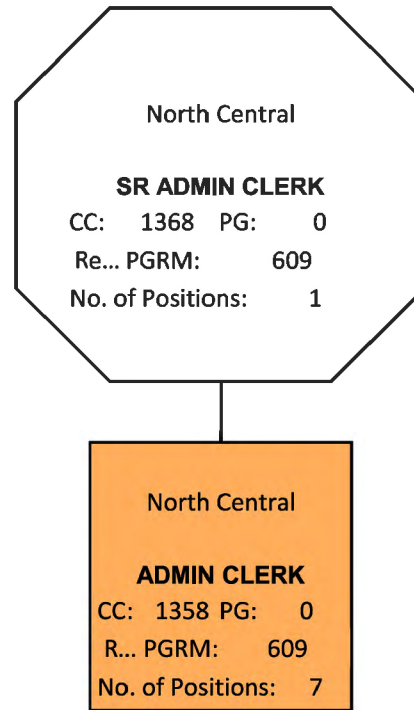 North Central
SR ADMIN CLERK
CC: 1368 PG: 0
Re... PGRM: 609
No. of Positions: 1
North Central
ADMIN CLERK
CC: 1358 PG: 0
R... PGRM: 609
No. of Positions: 7